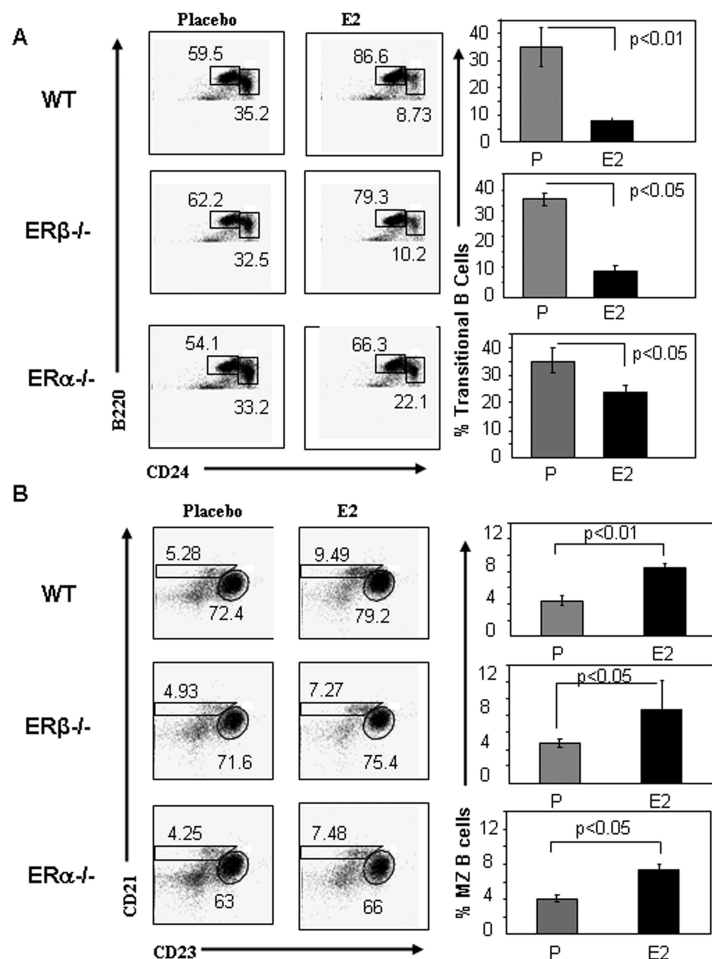 A
Placebo
E2
WT
59.5
35.2
86.6
8.73
40
30
20
10
0
p<0.01
P
E2
ERβ-/-
62.2
32.5
79.3
10.2
40
30
20
10
0
p<0.05
P
E2
ERα-/-
54.1
33.2
66.3
22.1
40
30
20
10
0
p<0.05
P
E2
% Transitional B Cells
B220
CD24
B
Placebo
E2
WT
5.28
72.4
9.49
79.2
12
8
4
0
p<0.01
P
E2
ERβ-/-
4.93
71.6
7.27
75.4
12
8
4
0
p<0.05
P
E2
ERα-/-
4.25
63
7.48
66
12
8
4
0
p<0.05
P
E2
% MZ B cells
CD21
CD23